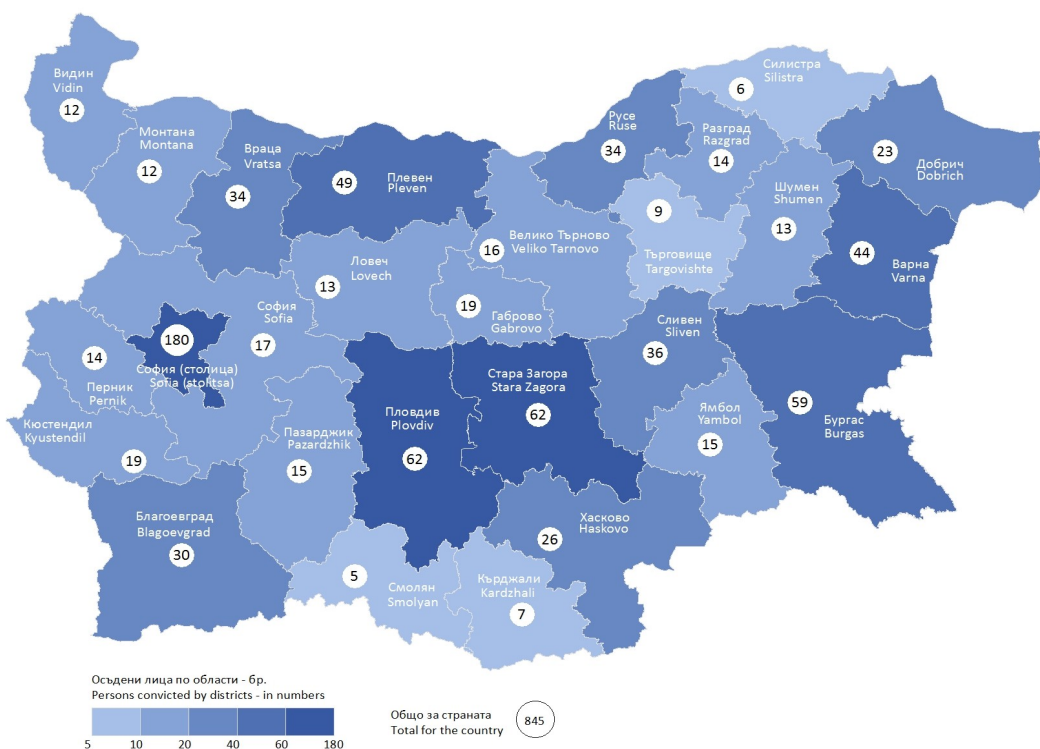 Видин
Vidin
12
Монтана
Montana
12
Враца
Vratsa
34
Плевен
Pleven
49
Русе
Ruse
34
Силистра
Silistra
6
Разград
Razgrad
14
Добрич
Dobrich
23
Шумен
Shumen
13
Търговище
Targovishte
9
Велико Търново
Veliko Tarnovo
16
Варна
Varna
44
Ловеч
Lovech
13
Габрово
Gabrovo
19
София
Sofia
17
София (столица)
Sofia (stolitsa)
180
Перник
Pernik
14
Кюстендил
Kyustendil
19
Пазарджик
Pazardzhik
15
Пловдив
Plovdiv
62
Стара Загора
Stara Zagora
62
Сливен
Sliven
36
Ямбол
Yambol
15
Бургас
Burgas
59
Благоевград
Blagoevgrad
30
Смолян
Smolyan
5
Кърджали
Kardzhali
7
Хасково
Haskovo
26
Осъдени лица по области - бр.
Persons convicted by districts - in numbers
5 10 20 40 60 180
Общо за страната
Total for the country
845